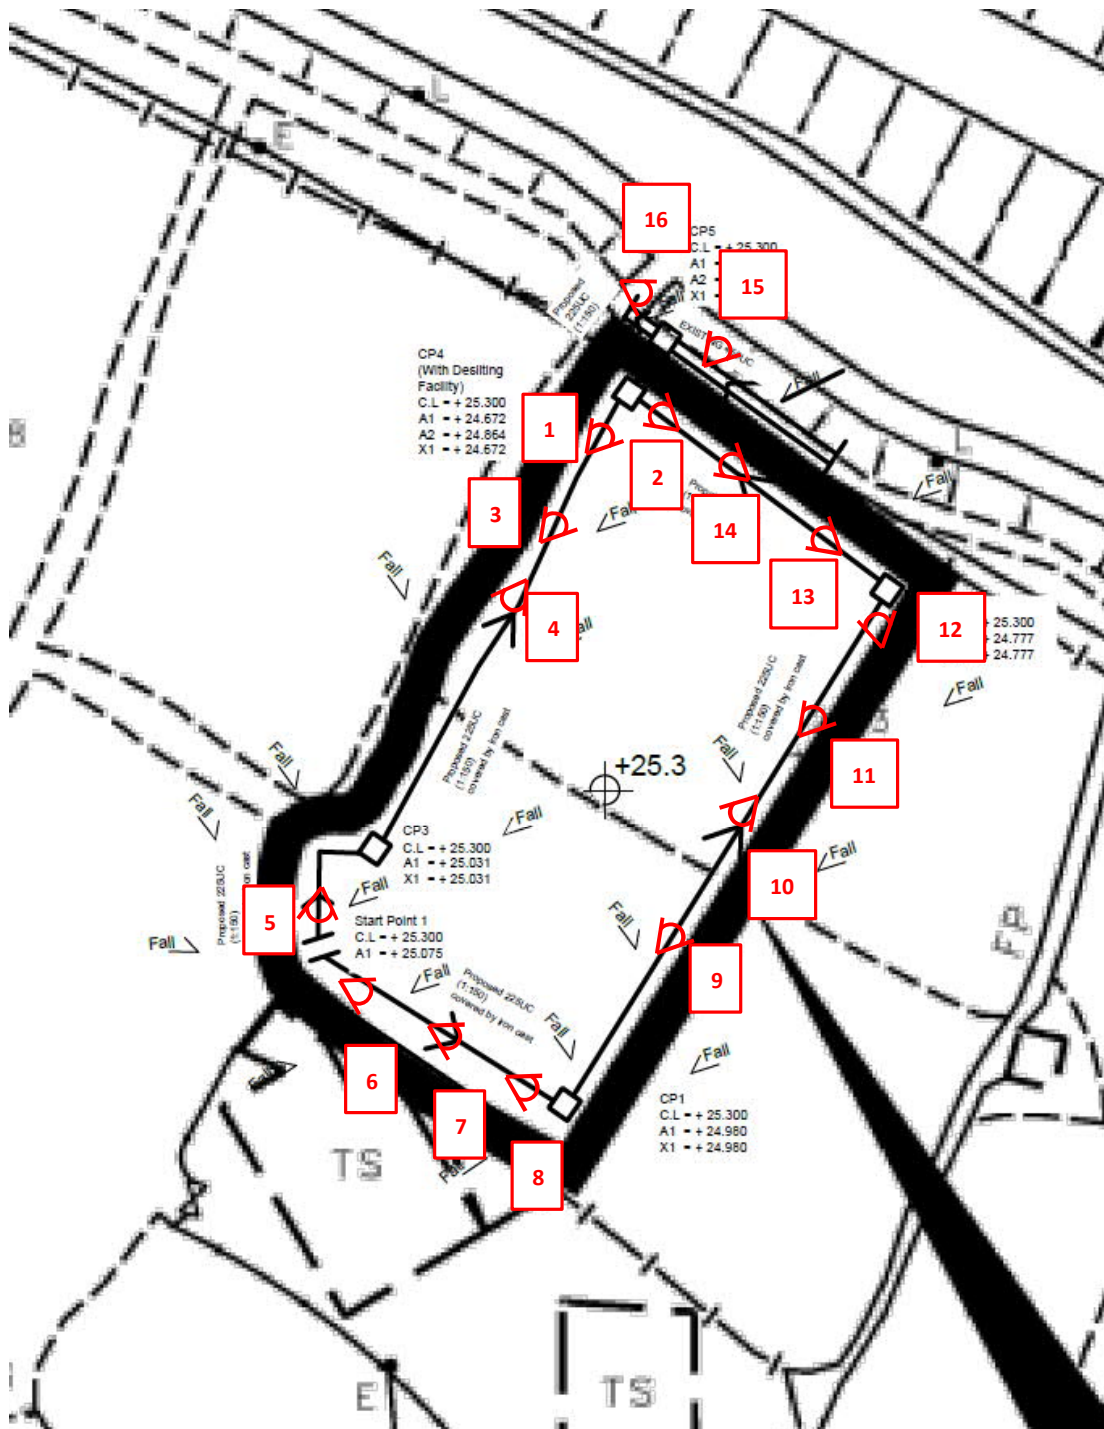 L
E
16
CP5
C.L = + 25.300
A1
A2
X1
15
Fall
Proposed
225UC
(1:150)
EXISTING
UC
CP4
(With Desilting
Facility)
C.L = + 25.300
A1 = + 24.672
A2 = + 24.864
X1 = + 24.672
Fall
1
2
Fall
3
14
Fall
Fall
13
4
12
25.300
24.777
24.777
Fall
Proposed 225UC
(1:150)
covered by iron cast
Proposed 225UC
(1:150)
covered by iron cast
Fall
Fall
+25.3
11
Fall
Fall
CP3
C.L = + 25.300
A1 = + 25.031
X1 = + 25.031
Fall
Fall
10
Proposed 225UC
(1:150)
5
Start Point 1
C.L = + 25.300
A1 = + 25.075
Fall
Fall
Fall
Proposed 225UC
(1:150)
covered by iron cast
9
Fall
Fall
6
Fall
7
CP1
C.L = + 25.300
A1 = + 24.980
X1 = + 24.980
TS
Fall
8
E
TS